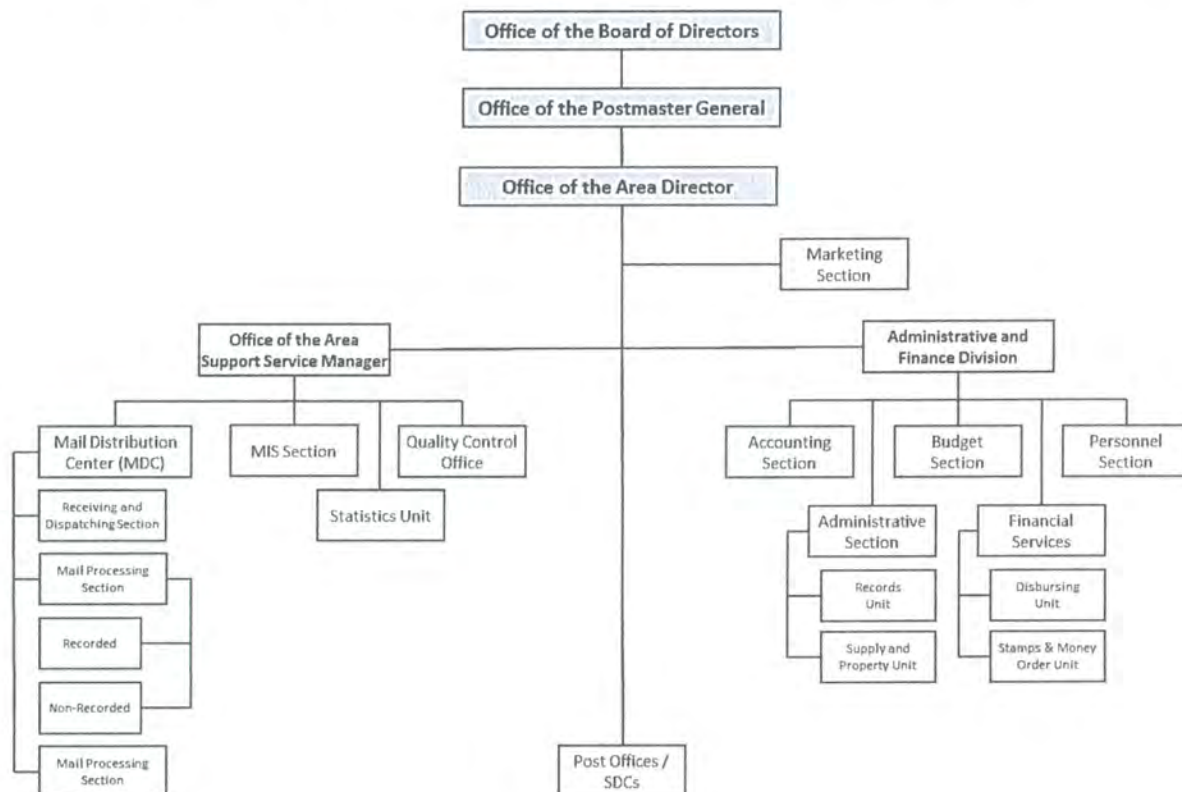 Office of the Board of Directors
Office of the Postmaster General
Office of the Area Director
Marketing
Section
Office of the Area
Support Service Manager
Administrative and
Finance Division
Mail Distribution
Center (MDC)
MIS Section
Quality Control
Office
Accounting
Section
Budget
Section
Personnel
Section
Receiving and
Dispatching Section
Statistics Unit
Administrative
Section
Financial
Services
Mail Processing
Section
Records
Unit
Disbursing
Unit
Recorded
Supply and
Property Unit
Stamps & Money
Order Unit
Non-Recorded
Mail Processing
Section
Post Offices /
SDCs